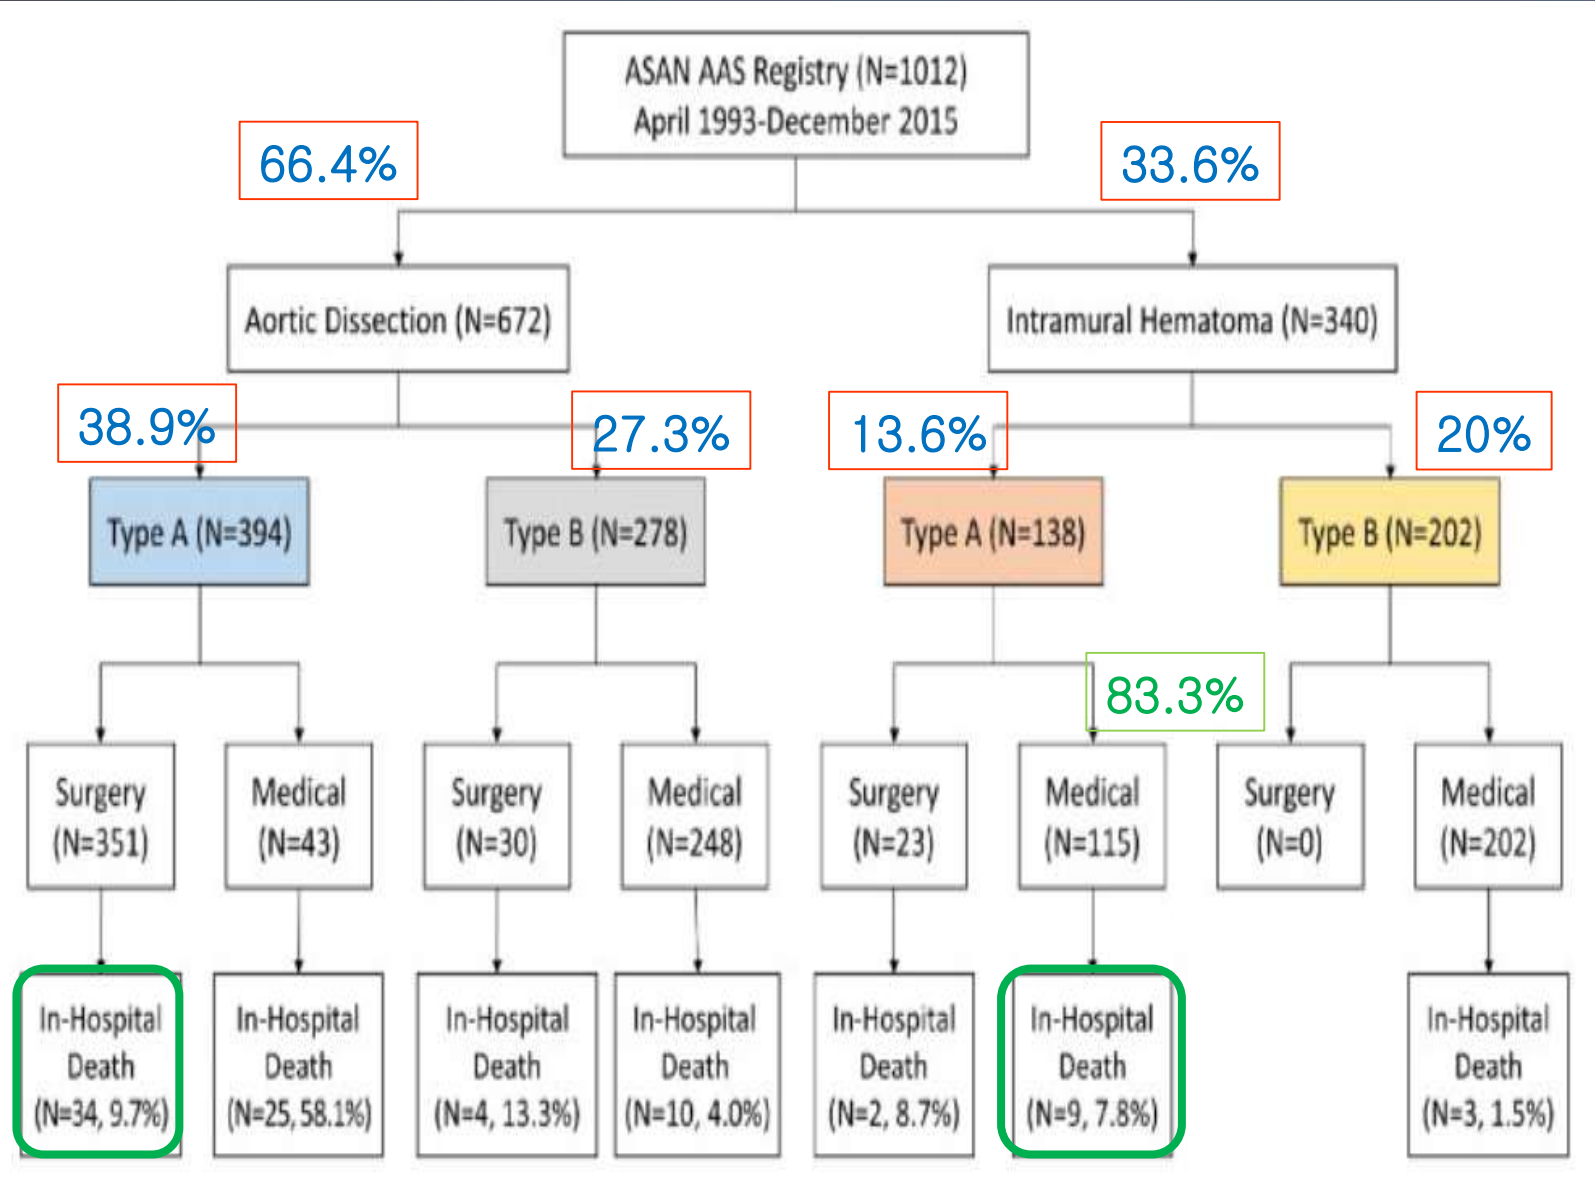 ASAN AAS Registry (N=1012)
April 1993-December 2015
66.4%
33.6%
Aortic Dissection (N=672)
Intramural Hematoma (N=340)
38.9%
27.3%
13.6%
20%
Type A (N=394)
Type B (N=278)
Type A (N=138)
Type B (N=202)
83.3%
Surgery
(N=351)
Medical
(N=43)
Surgery
(N=30)
Medical
(N=248)
Surgery
(N=23)
Medical
(N=115)
Surgery
(N=0)
Medical
(N=202)
In-Hospital
Death
(N=34, 9.7%)
In-Hospital
Death
(N=25, 58.1%)
In-Hospital
Death
(N=4, 13.3%)
In-Hospital
Death
(N=10, 4.0%)
In-Hospital
Death
(N=2, 8.7%)
In-Hospital
Death
(N=9, 7.8%)
In-Hospital
Death
(N=3, 1.5%)